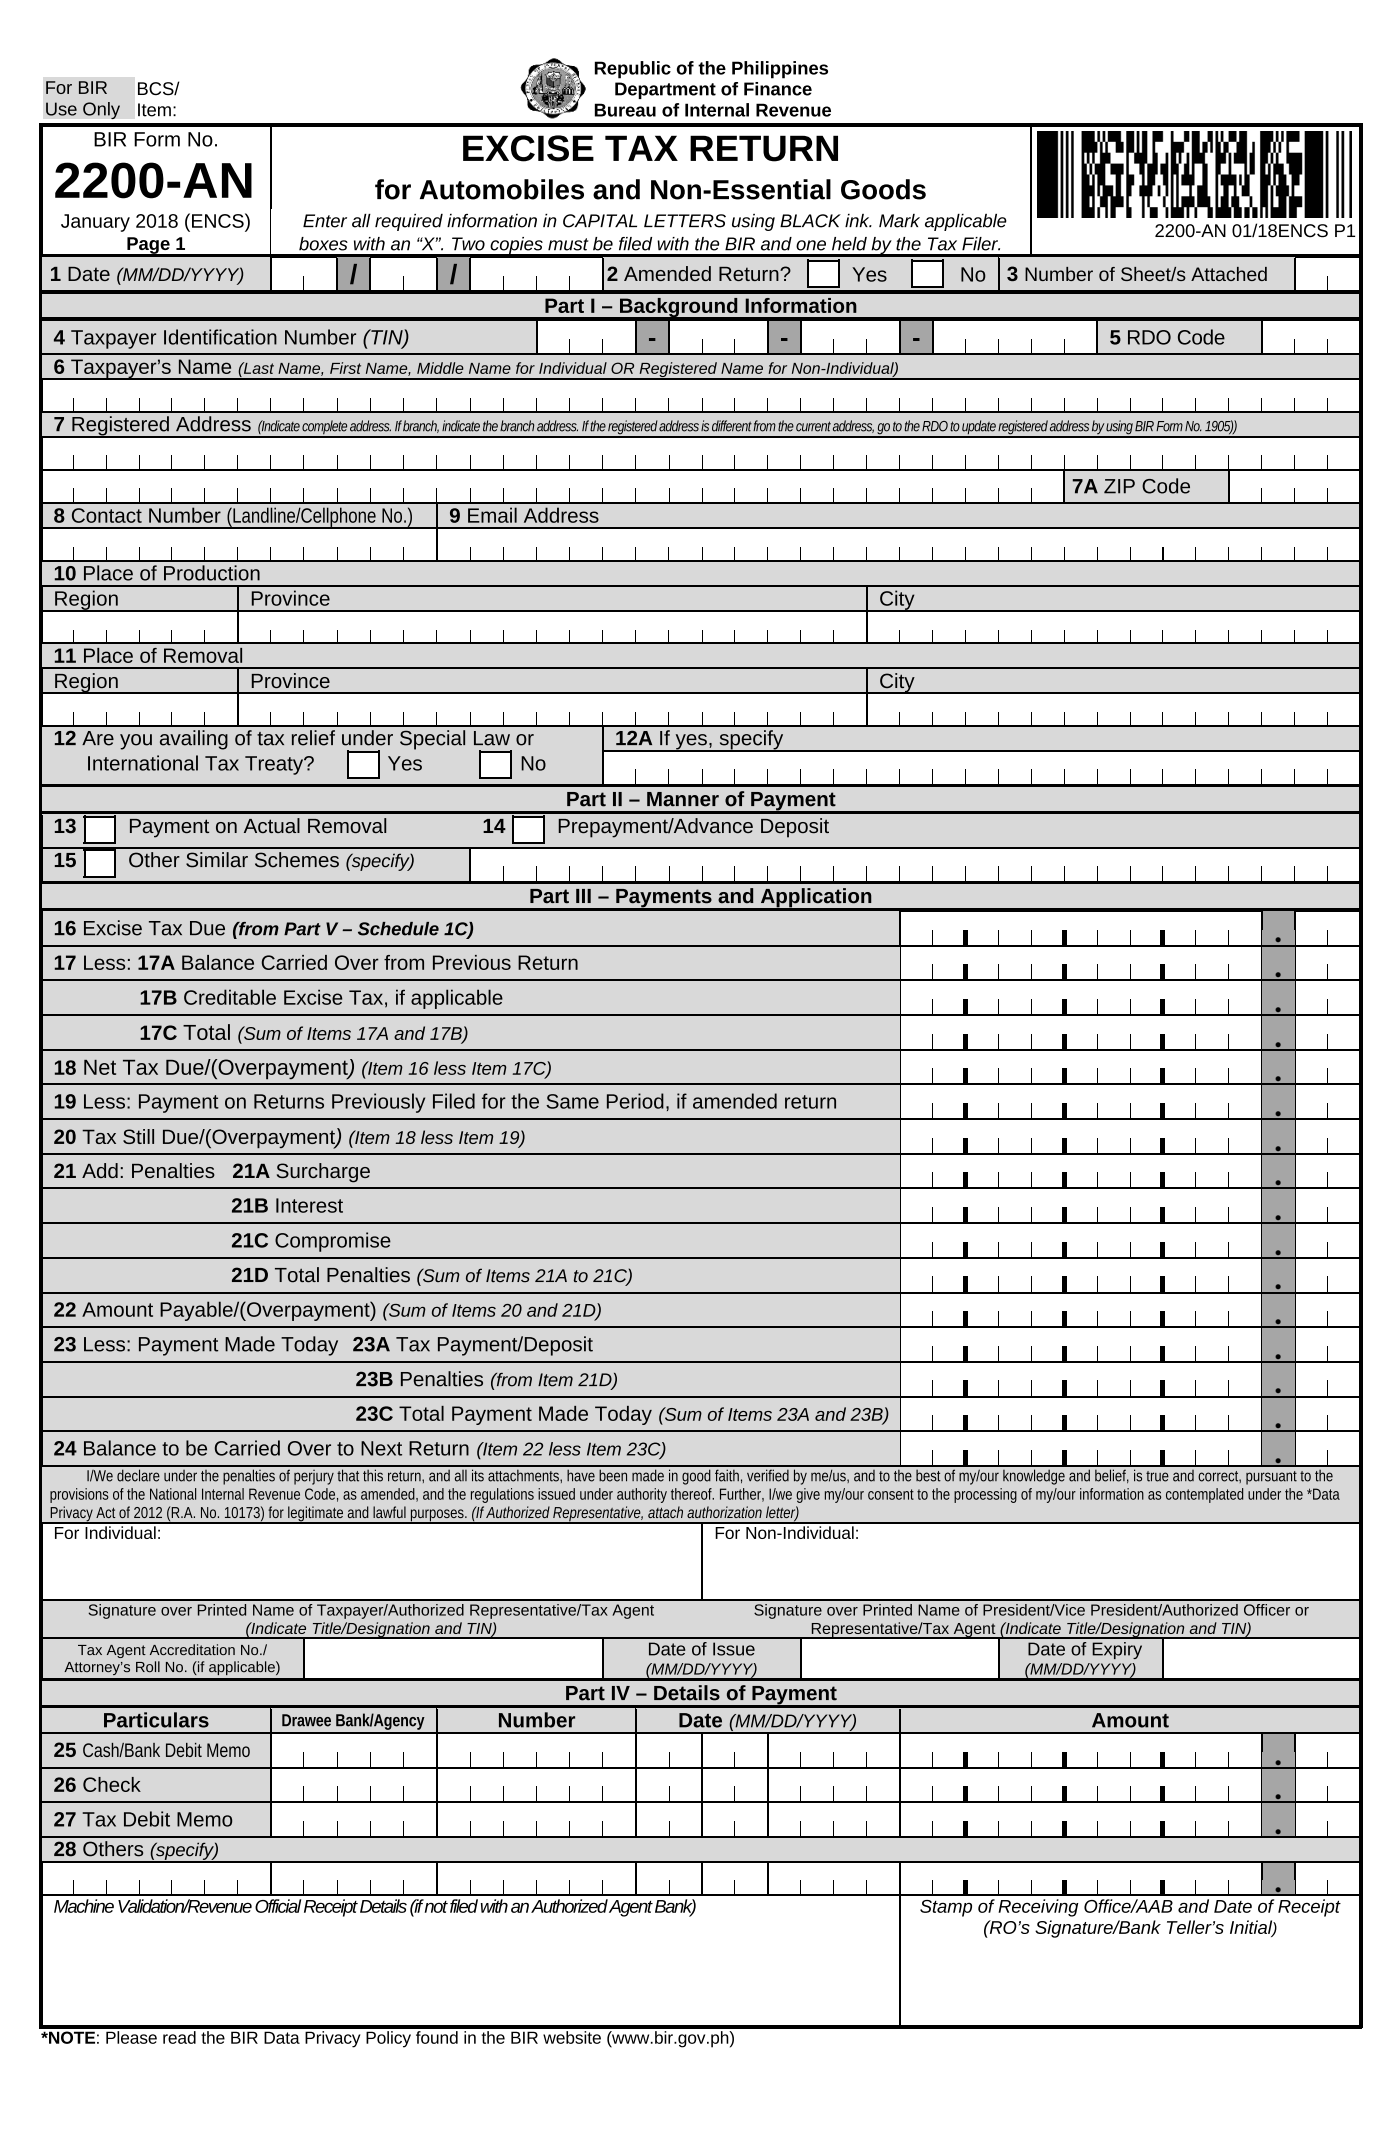 For BIR
Use Only
BCS/
Item:
Republic of the Philippines
Department of Finance
Bureau of Internal Revenue
BIR Form No.
2200-AN
January 2018 (ENCS)
Page 1
EXCISE TAX RETURN
for Automobiles and Non-Essential Goods
Enter all required information in CAPITAL LETTERS using BLACK ink. Mark applicable
boxes with an “X”. Two copies must be filed with the BIR and one held by the Tax Filer.
2200-AN 01/18ENCS P1
1 Date (MM/DD/YYYY) / / 2 Amended Return? Yes No 3 Number of Sheet/s Attached
Part I – Background Information
4 Taxpayer Identification Number (TIN) - - - 5 RDO Code
6 Taxpayer’s Name (Last Name, First Name, Middle Name for Individual OR Registered Name for Non-Individual)
7 Registered Address (Indicate complete address. If branch, indicate the branch address. If the registered address is different from the current address, go to the RDO to update registered address by using BIR Form No. 1905))
7A ZIP Code
8 Contact Number (Landline/Cellphone No.) 9 Email Address
10 Place of Production
Region Province City
11 Place of Removal
Region Province City
12 Are you availing of tax relief under Special Law or
International Tax Treaty? Yes No
12A If yes, specify
Part II – Manner of Payment
13 Payment on Actual Removal 14 Prepayment/Advance Deposit
15 Other Similar Schemes (specify)
Part III – Payments and Application
16 Excise Tax Due (from Part V – Schedule 1C) .
17 Less: 17A Balance Carried Over from Previous Return .
17B Creditable Excise Tax, if applicable .
17C Total (Sum of Items 17A and 17B) .
18 Net Tax Due/(Overpayment) (Item 16 less Item 17C) .
19 Less: Payment on Returns Previously Filed for the Same Period, if amended return .
20 Tax Still Due/(Overpayment) (Item 18 less Item 19) .
21 Add: Penalties 21A Surcharge .
21B Interest .
21C Compromise .
21D Total Penalties (Sum of Items 21A to 21C) .
22 Amount Payable/(Overpayment) (Sum of Items 20 and 21D) .
23 Less: Payment Made Today 23A Tax Payment/Deposit .
23B Penalties (from Item 21D) .
23C Total Payment Made Today (Sum of Items 23A and 23B) .
24 Balance to be Carried Over to Next Return (Item 22 less Item 23C) .
I/We declare under the penalties of perjury that this return, and all its attachments, have been made in good faith, verified by me/us, and to the best of my/our knowledge and belief, is true and correct, pursuant to the
provisions of the National Internal Revenue Code, as amended, and the regulations issued under authority thereof. Further, I/we give my/our consent to the processing of my/our information as contemplated under the *Data
Privacy Act of 2012 (R.A. No. 10173) for legitimate and lawful purposes. (If Authorized Representative, attach authorization letter)
For Individual: For Non-Individual:
Signature over Printed Name of Taxpayer/Authorized Representative/Tax Agent
(Indicate Title/Designation and TIN)
Signature over Printed Name of President/Vice President/Authorized Officer or
Representative/Tax Agent (Indicate Title/Designation and TIN)
Tax Agent Accreditation No./
Attorney’s Roll No. (if applicable)
Date of Issue
(MM/DD/YYYY)
Date of Expiry
(MM/DD/YYYY)
Part IV – Details of Payment
Particulars Drawee Bank/Agency Number Date (MM/DD/YYYY) Amount
25 Cash/Bank Debit Memo .
26 Check .
27 Tax Debit Memo .
28 Others (specify)
.
Machine Validation/Revenue Official Receipt Details (if not filed with an Authorized Agent Bank)
Stamp of Receiving Office/AAB and Date of Receipt
(RO’s Signature/Bank Teller’s Initial)
*NOTE: Please read the BIR Data Privacy Policy found in the BIR website (www.bir.gov.ph)